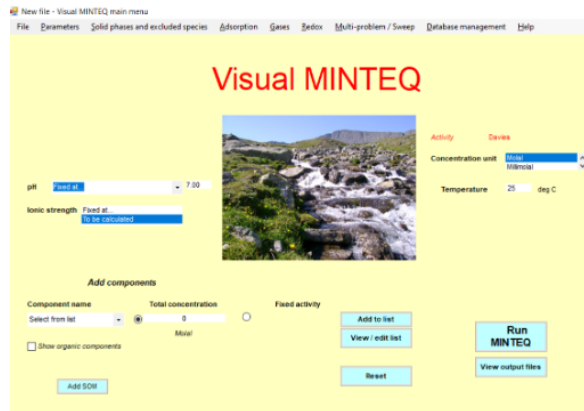 New file - Visual MINTEQ main menu
File Parameters Solid phases and excluded species Adsorption Gases Redox Multi-problem / Sweep Database management Help
Visual MINTEQ
Activity Davies
Concentration unit Molal
Millimolal
pH Fixed at... 7.00
Temperature 25 deg C
Ionic strength Fixed at...
To be calculated
Add components
Component name Total concentration Fixed activity
Select from list 0
Molal
Show organic components
Add to list
View / edit list
Run
MINTEQ
View output files
Reset
Add SOM